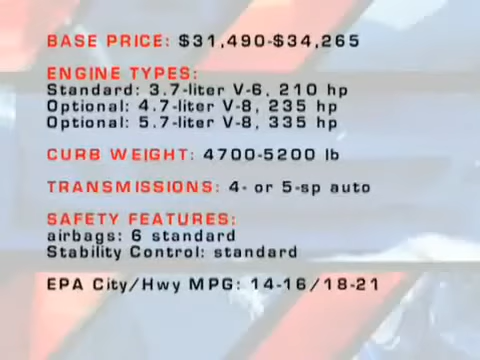 BASE PRICE: $31,490-$34,265
ENGINE TYPES:
Standard: 3.7-liter V-6, 210 hp
Optional: 4.7-liter V-8, 235 hp
Optional: 5.7-liter V-8, 335 hp
CURB WEIGHT: 4700-5200 lb
TRANSMISSIONS: 4- or 5-sp auto
SAFETY FEATURES:
airbags: 6 standard
Stability Control: standard
EPA City/Hwy MPG: 14-16/18-21